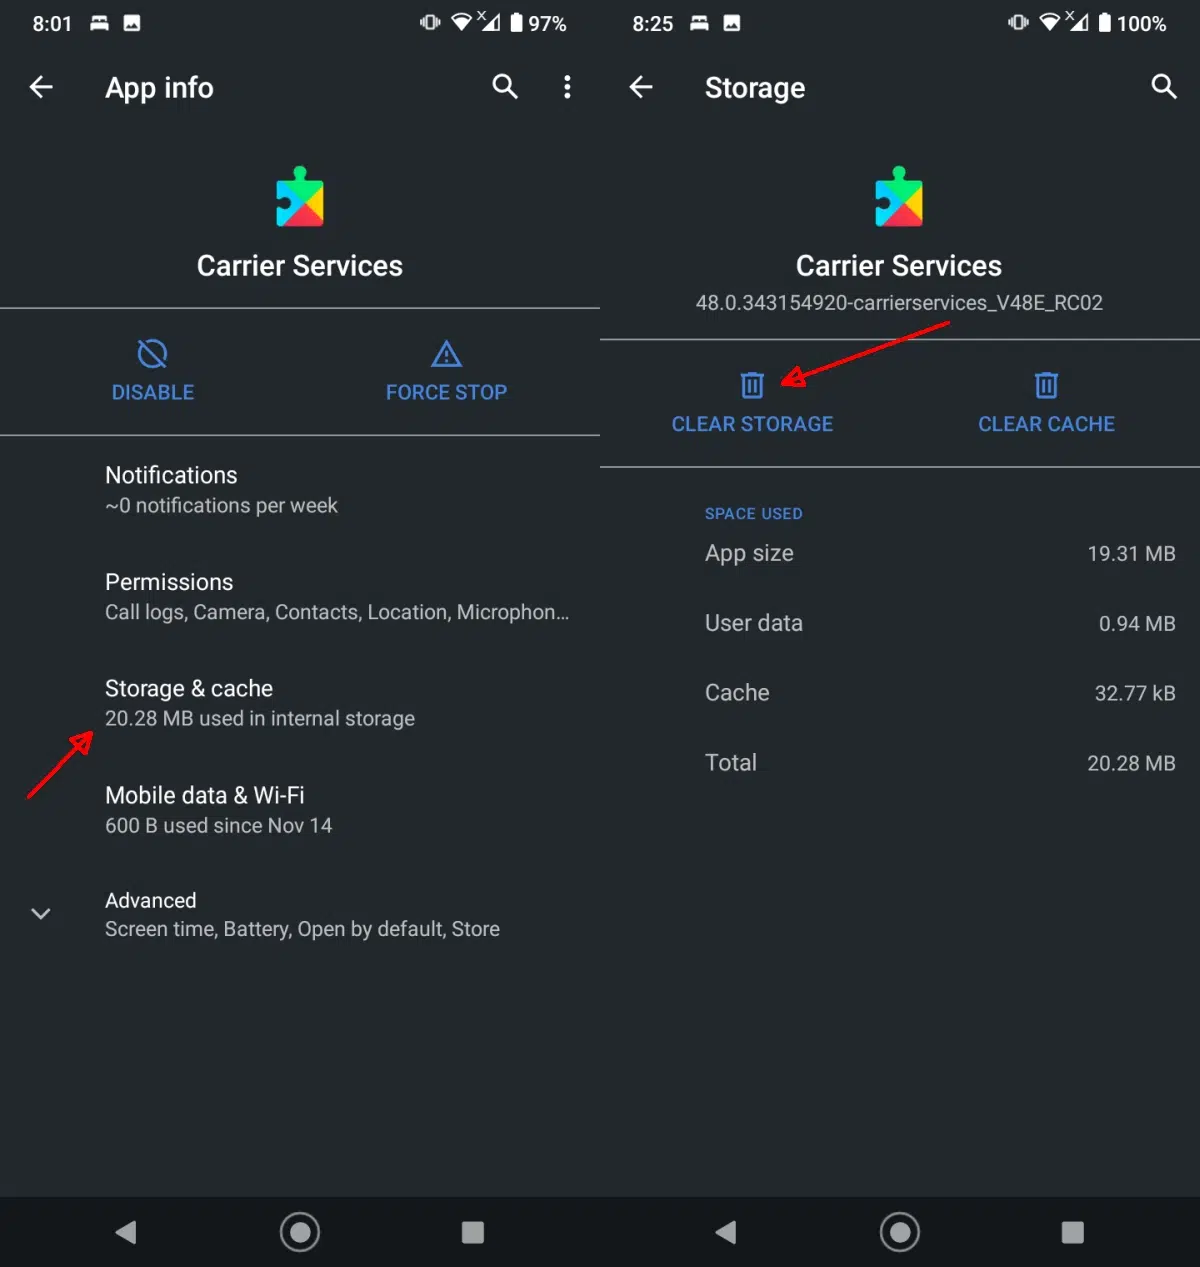 8:01
97%
App info
Carrier Services
DISABLE
FORCE STOP
Notifications
~0 notifications per week
Permissions
Call logs, Camera, Contacts, Location, Microphon...
Storage & cache
20.28 MB used in internal storage
Mobile data & Wi-Fi
600 B used since Nov 14
Advanced
Screen time, Battery, Open by default, Store
8:25
100%
Storage
Carrier Services
48.0.343154920-carrierservices_V48E_RC02
CLEAR STORAGE
CLEAR CACHE
SPACE USED
App size 19.31 MB
User data 0.94 MB
Cache 32.77 kB
Total 20.28 MB